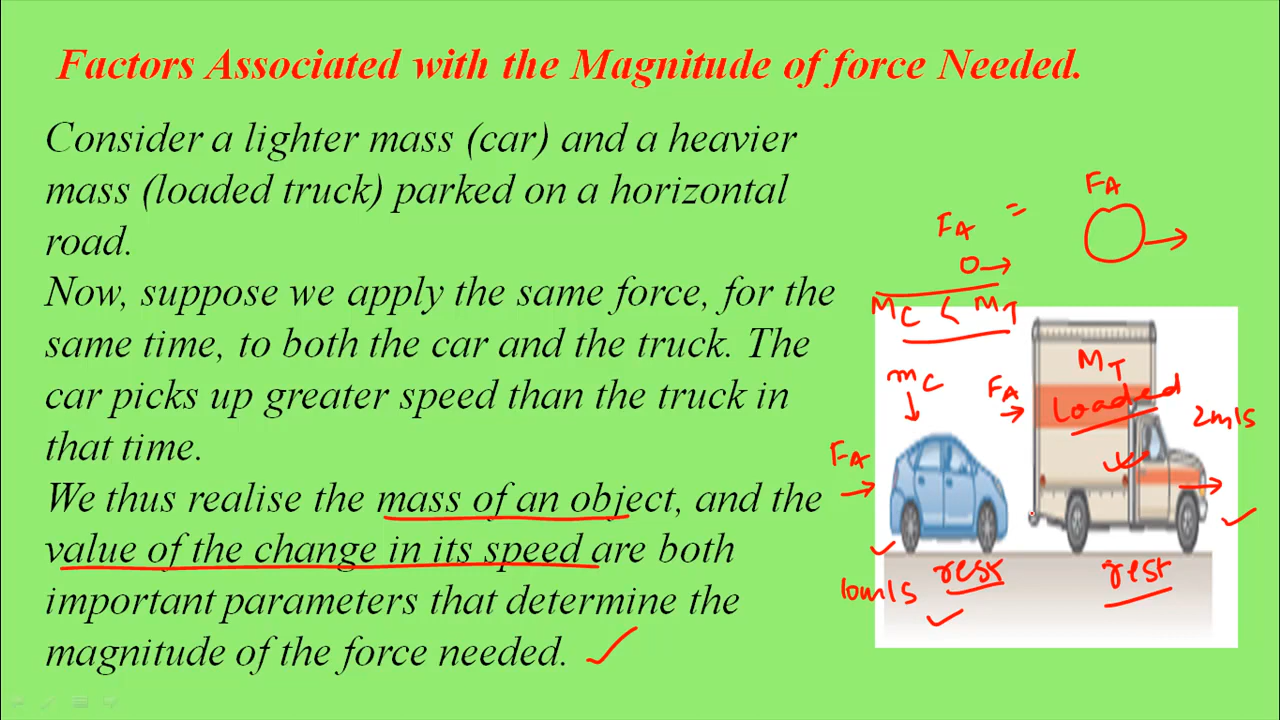 Factors Associated with the Magnitude of force Needed.
Consider a lighter mass (car) and a heavier
mass (loaded truck) parked on a horizontal
road.
Now, suppose we apply the same force, for the
same time, to both the car and the truck. The
car picks up greater speed than the truck in
that time.
We thus realise the mass of an object, and the
value of the change in its speed are both
important parameters that determine the
magnitude of the force needed.
FA = FA
MC < MT
mC
FA
MT
Loaded
2m/s
FA
10m/s
rest
rest